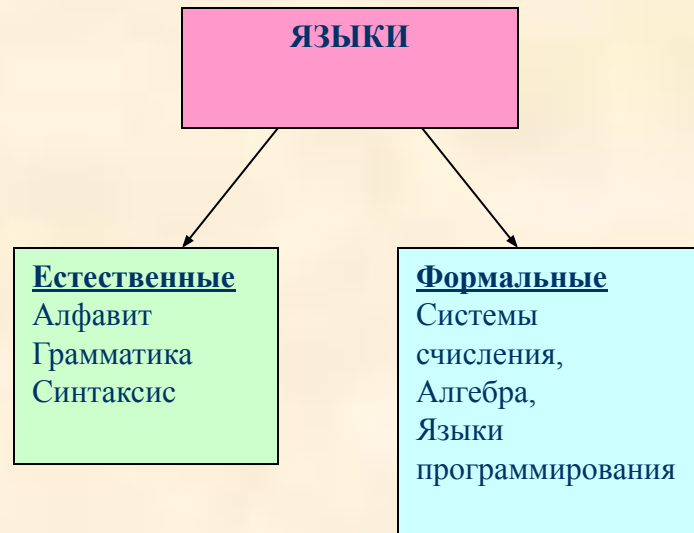 ЯЗЫКИ
Естественные
Алфавит
Грамматика
Синтаксис
Формальные
Системы
счисления,
Алгебра,
Языки
программирования